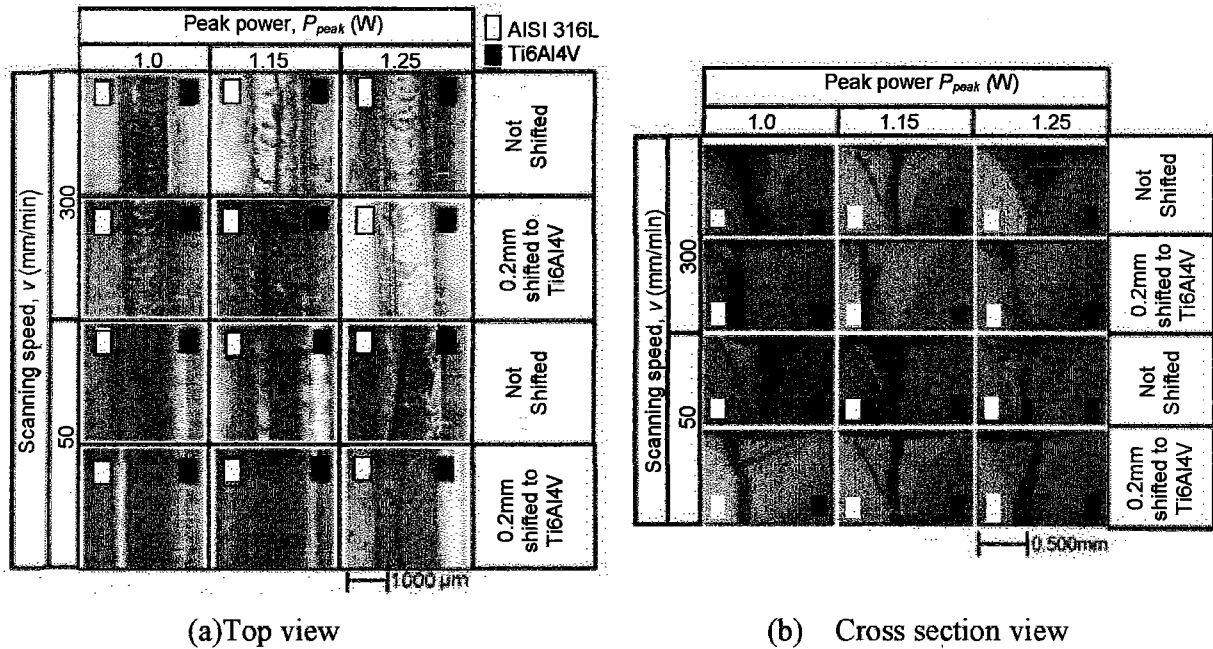 Peak power, P_peak (W)
1.0 1.15 1.25
AISI 316L
Ti6Al4V
Scanning speed, v (mm/min)
300
50
Not
Shifted
0.2mm
shifted to
Ti6Al4V
Not
Shifted
0.2mm
shifted to
Ti6Al4V
1000 µm
(a)Top view
Peak power P_peak (W)
1.0 1.15 1.25
Scanning speed, v (mm/min)
300
50
Not
Shifted
0.2mm
shifted to
Ti6Al4V
Not
Shifted
0.2mm
shifted to
Ti6Al4V
0.500mm
(b) Cross section view